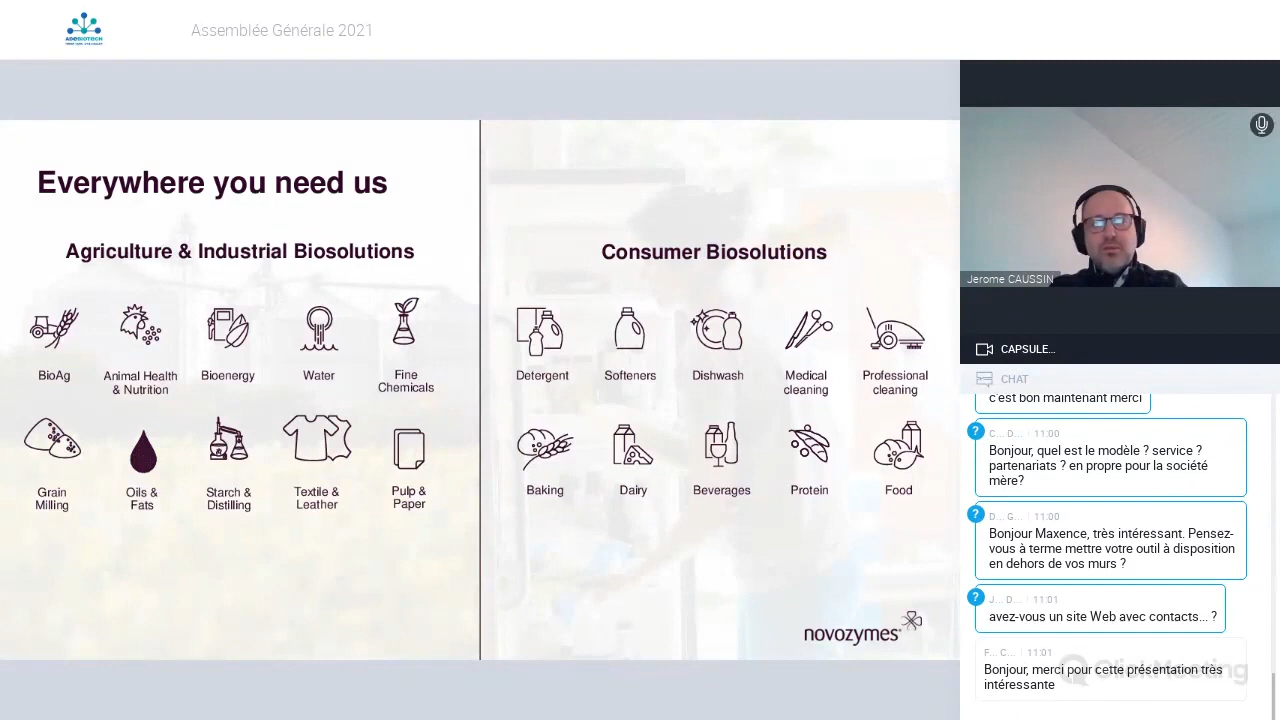 ADEBIOTECH
Assemblée Générale 2021
Everywhere you need us
Agriculture & Industrial Biosolutions
BioAg
Animal Health
& Nutrition
Bioenergy
Water
Fine
Chemicals
Grain
Milling
Oils &
Fats
Starch &
Distilling
Textile &
Leather
Pulp &
Paper
Consumer Biosolutions
Detergent
Softeners
Dishwash
Medical
cleaning
Professional
cleaning
Baking
Dairy
Beverages
Protein
Food
novozymes
Jerome CAUSSIN
CAPSULE...
CHAT
c'est bon maintenant merci
?
C... D... 11:00
Bonjour, quel est le modèle ? service ?
partenariats ? en propre pour la société
mère?
?
D... G... 11:00
Bonjour Maxence, très intéressant. Pensez-
vous à terme mettre votre outil à disposition
en dehors de vos murs ?
?
J... D... 11:01
avez-vous un site Web avec contacts... ?
F... C... 11:01
Bonjour, merci pour cette présentation très
intéressante
ClickMeeting